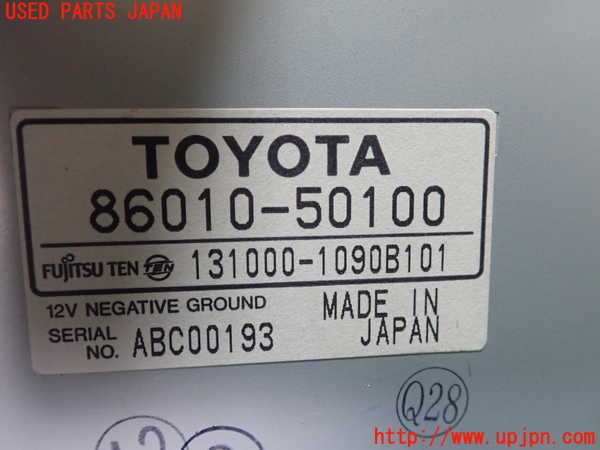 USED PARTS JAPAN
TOYOTA
86010-50100
FUJITSU TEN TEN 131000-1090B101
12V NEGATIVE GROUND
MADE IN
JAPAN
SERIAL
NO. ABC00193
Q28
http://www.upjpn.com/